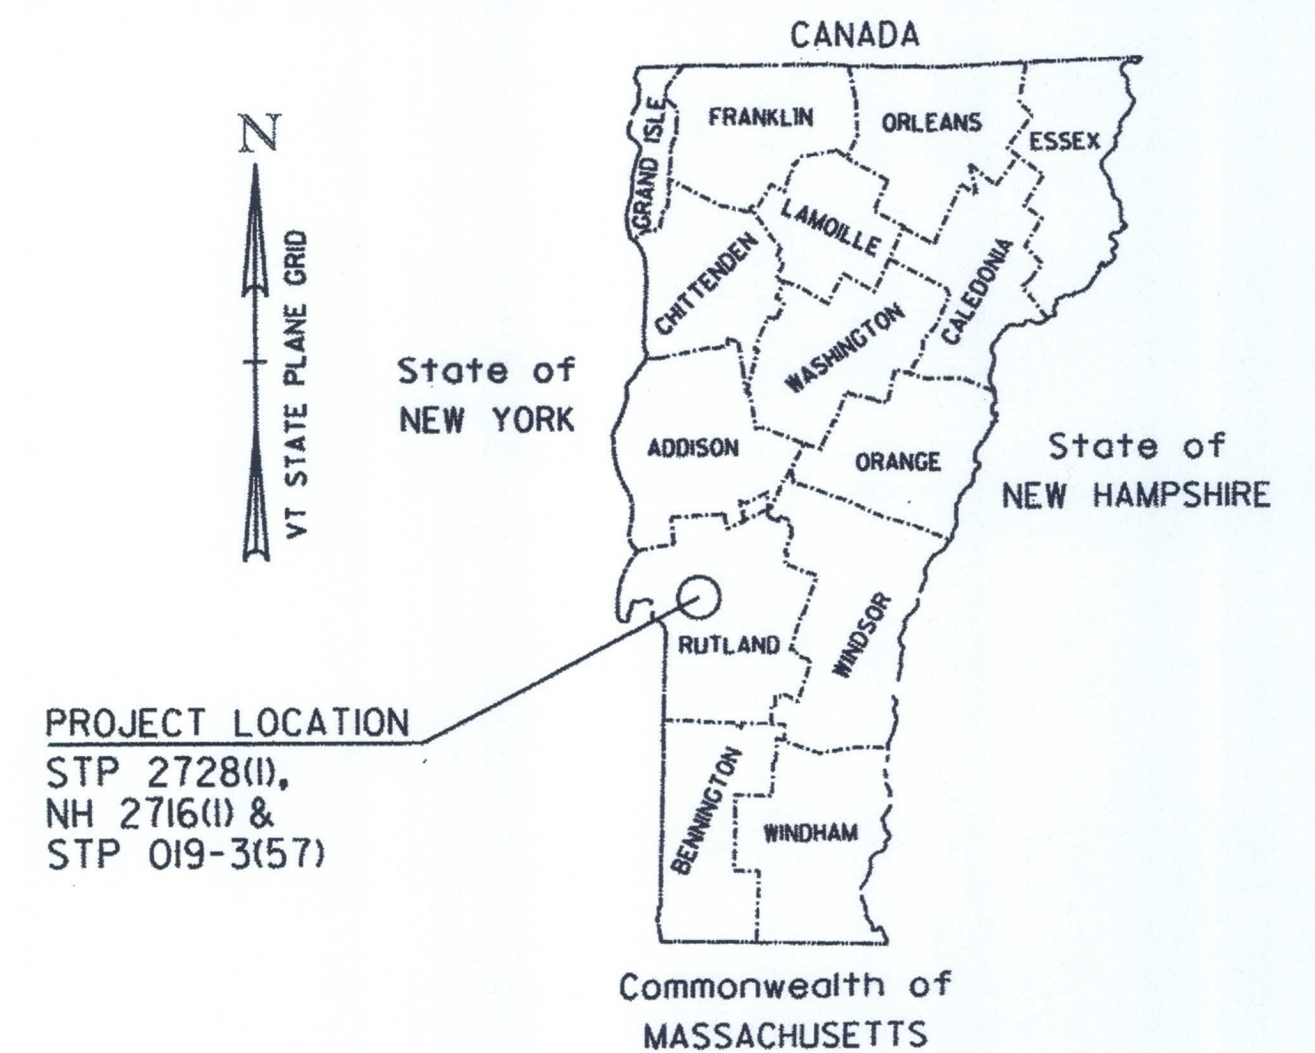 CANADA
N
VT STATE PLANE GRID
GRAND ISLE
FRANKLIN
ORLEANS
ESSEX
LAMOILLE
CHITTENDEN
CALEDONIA
WASHINGTON
State of
NEW YORK
ADDISON
ORANGE
State of
NEW HAMPSHIRE
RUTLAND
WINDSOR
PROJECT LOCATION
STP 2728(1),
NH 2716(1) &
STP 019-3(57)
BENNINGTON
WINDHAM
Commonwealth of
MASSACHUSETTS